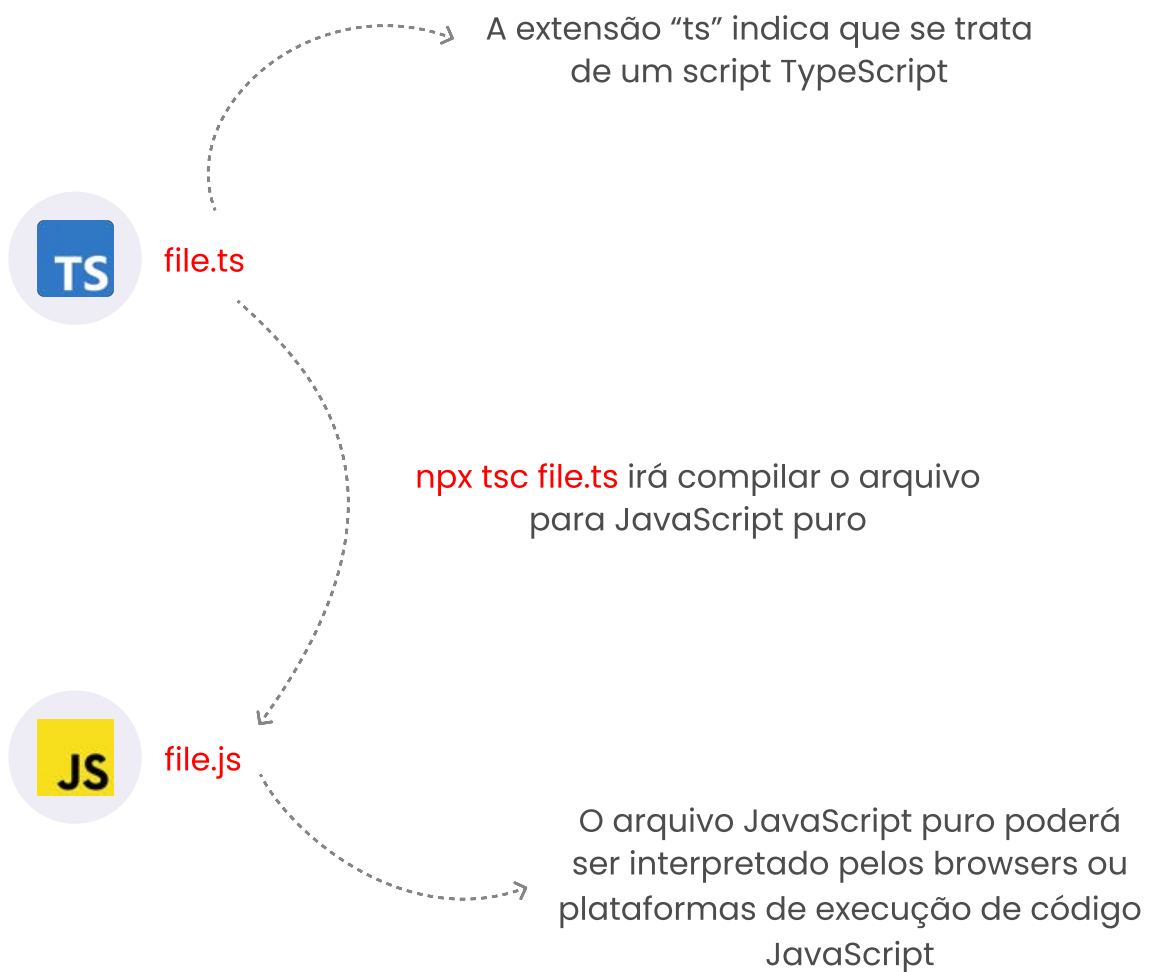 A extensão “ts” indica que se trata
de um script TypeScript
TS
file.ts
npx tsc file.ts irá compilar o arquivo
para JavaScript puro
JS
file.js
O arquivo JavaScript puro poderá
ser interpretado pelos browsers ou
plataformas de execução de código
JavaScript